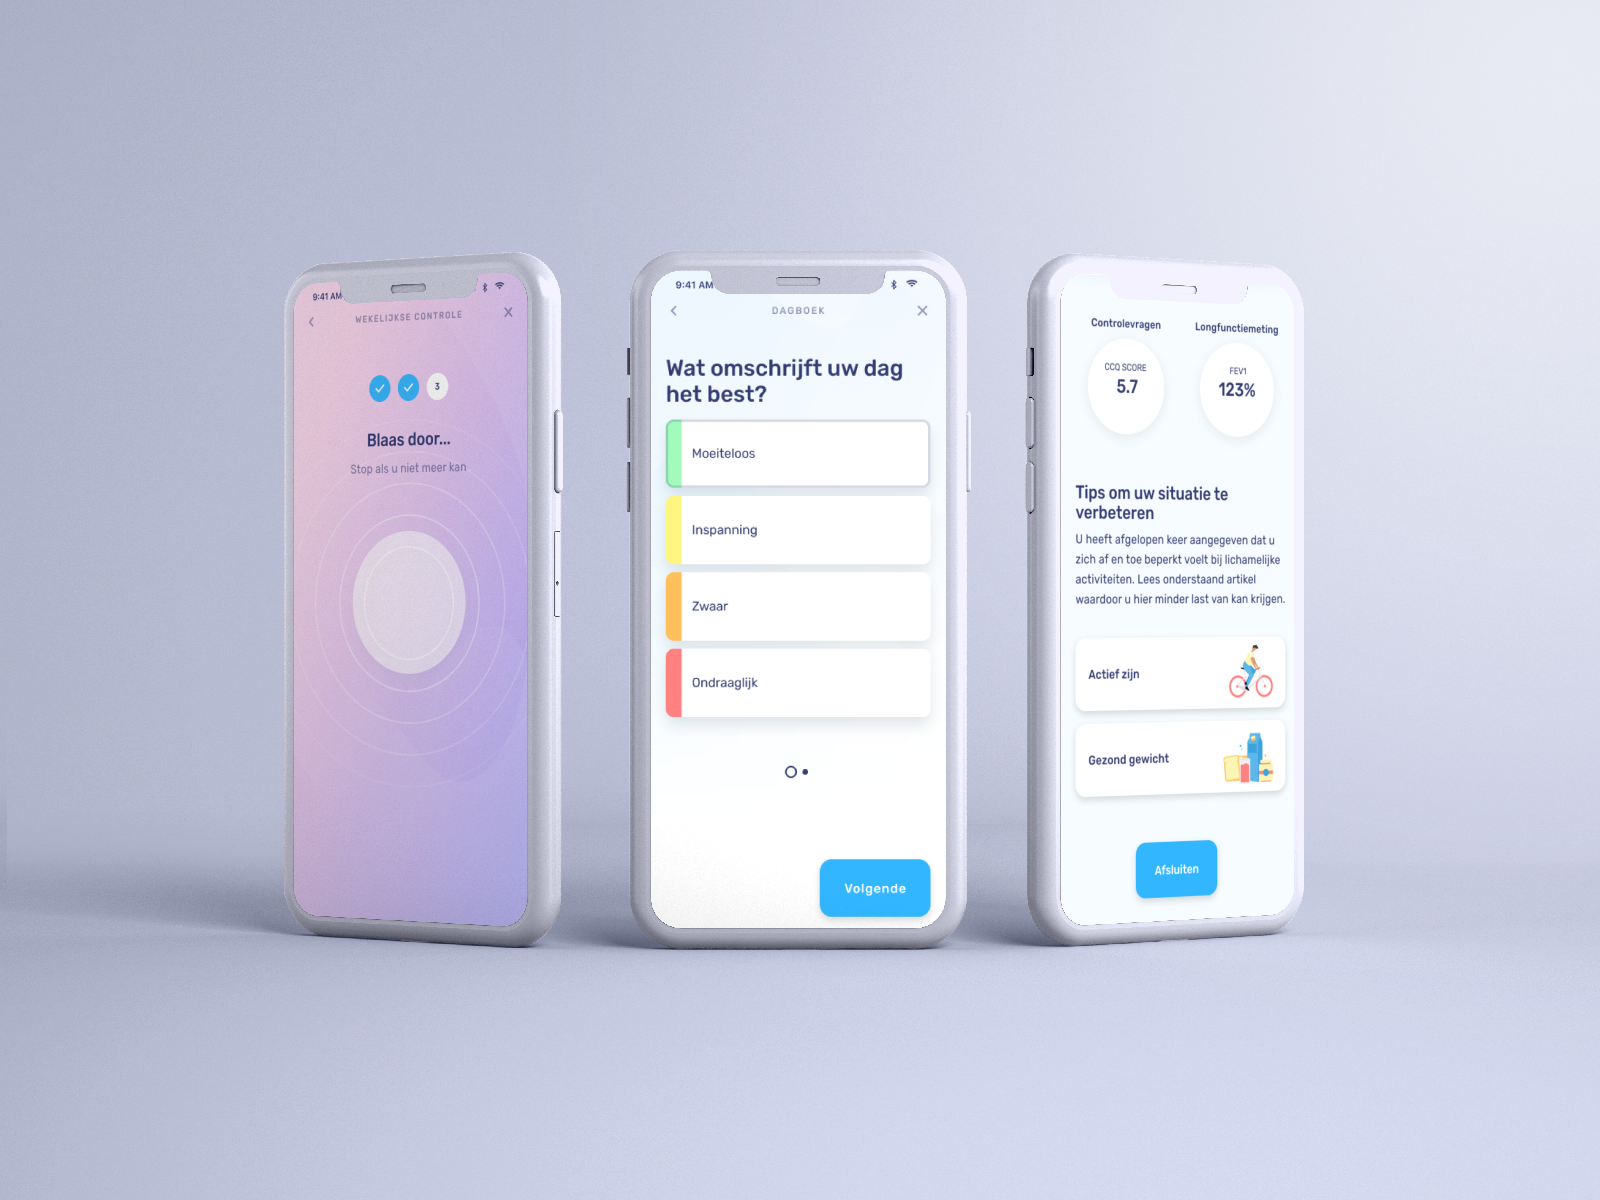 9:41 AM
WEKELIJKSE CONTROLE
3
Blaas door...
Stop als u niet meer kan
9:41 AM
DAGBOEK
Wat omschrijft uw dag
het best?
Moeiteloos
Inspanning
Zwaar
Ondraaglijk
Volgende
Controlevragen
Longfunctiemeting
CCQ SCORE
5.7
FEV1
123%
Tips om uw situatie te
verbeteren
U heeft afgelopen keer aangegeven dat u
zich af en toe beperkt voelt bij lichamelijke
activiteiten. Lees onderstaand artikel
waardoor u hier minder last van kan krijgen.
Actief zijn
Gezond gewicht
Afsluiten